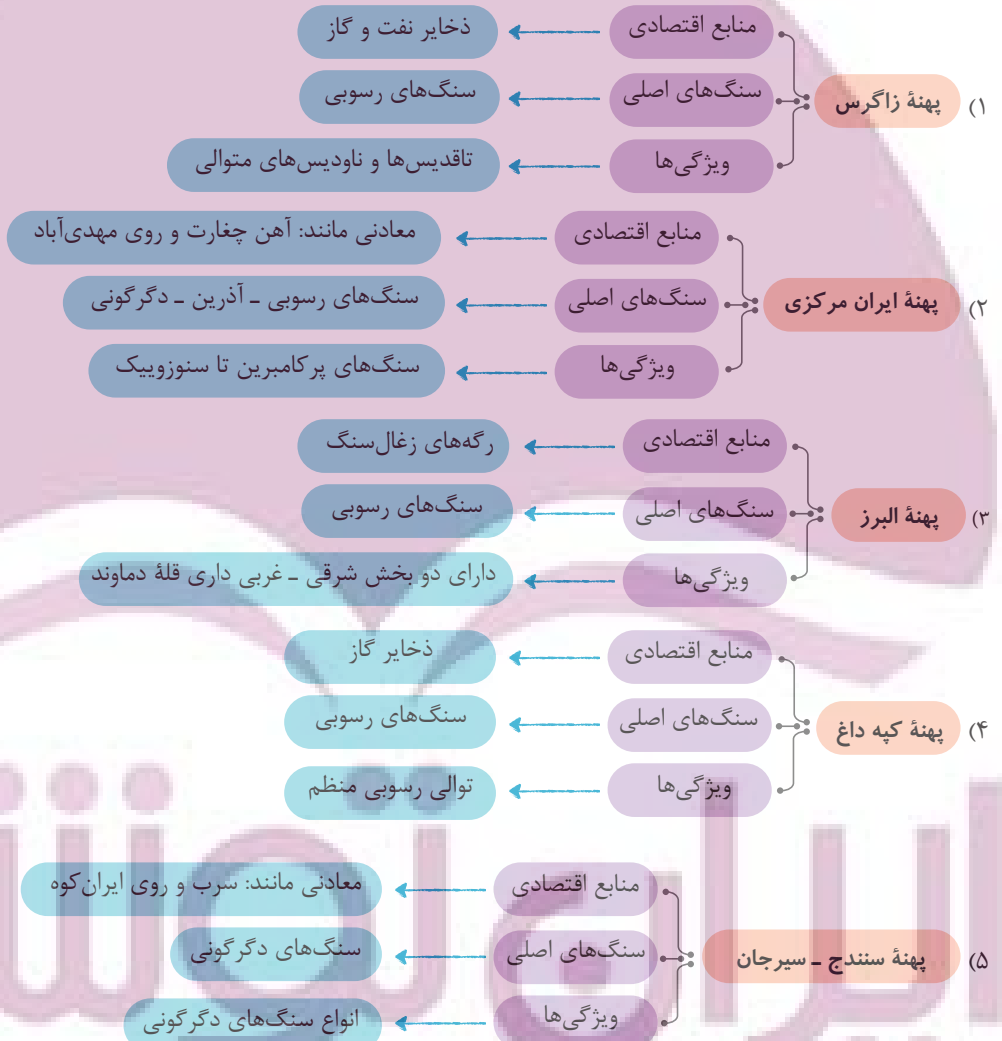 منابع اقتصادی ذخایر نفت و گاز
۱) پهنهٔ زاگرس سنگ‌های اصلی سنگ‌های رسوبی
ویژگی‌ها تاقدیس‌ها و ناودیس‌های متوالی
منابع اقتصادی معادنی مانند: آهن چغارت و روی مهدی‌آباد
۲) پهنهٔ ایران مرکزی سنگ‌های اصلی سنگ‌های رسوبی ـ آذرین ـ دگرگونی
ویژگی‌ها سنگ‌های پرکامبرین تا سنوزوییک
منابع اقتصادی رگه‌های زغال‌سنگ
۳) پهنهٔ البرز سنگ‌های اصلی سنگ‌های رسوبی
ویژگی‌ها دارای دو بخش شرقی ـ غربی داری قلهٔ دماوند
منابع اقتصادی ذخایر گاز
۴) پهنهٔ کپه داغ سنگ‌های اصلی سنگ‌های رسوبی
ویژگی‌ها توالی رسوبی منظم
منابع اقتصادی معادنی مانند: سرب و روی ایران‌کوه
۵) پهنهٔ سنندج ـ سیرجان سنگ‌های اصلی سنگ‌های دگرگونی
ویژگی‌ها انواع سنگ‌های دگرگونی